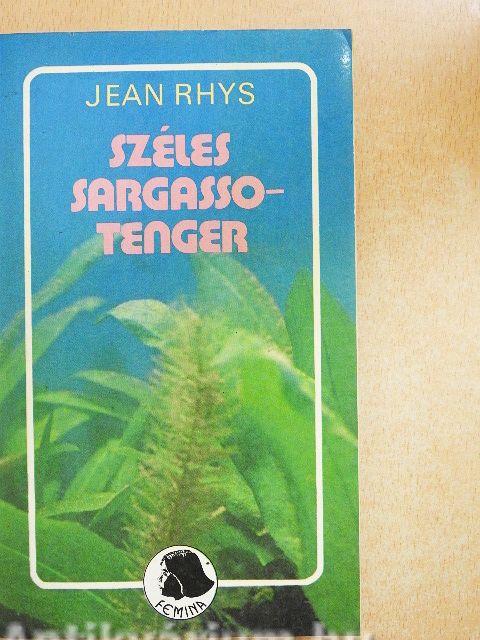 JEAN RHYS
SZÉLES
SARGASSO-
TENGER
FEMINA